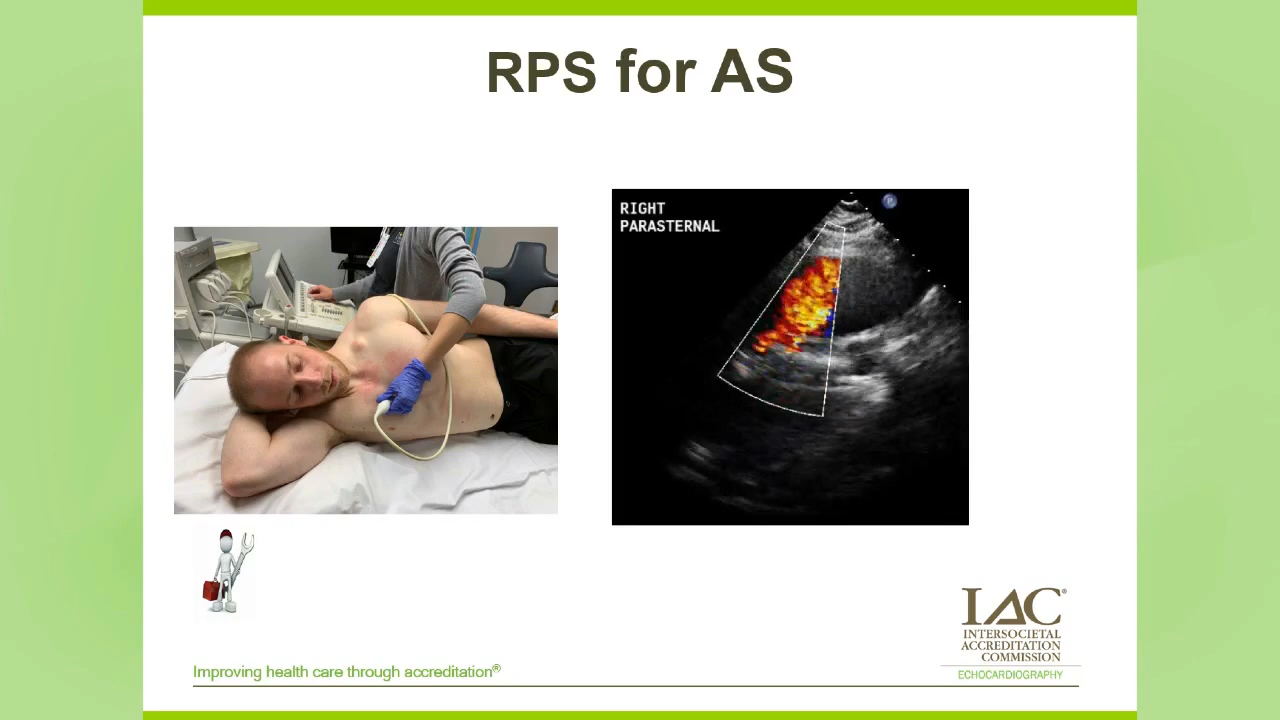 RPS for AS
RIGHT
PARASTERNAL
P
Improving health care through accreditation®
IAC®
INTERSOCIETAL
ACCREDITATION
COMMISSION
ECHOCARDIOGRAPHY